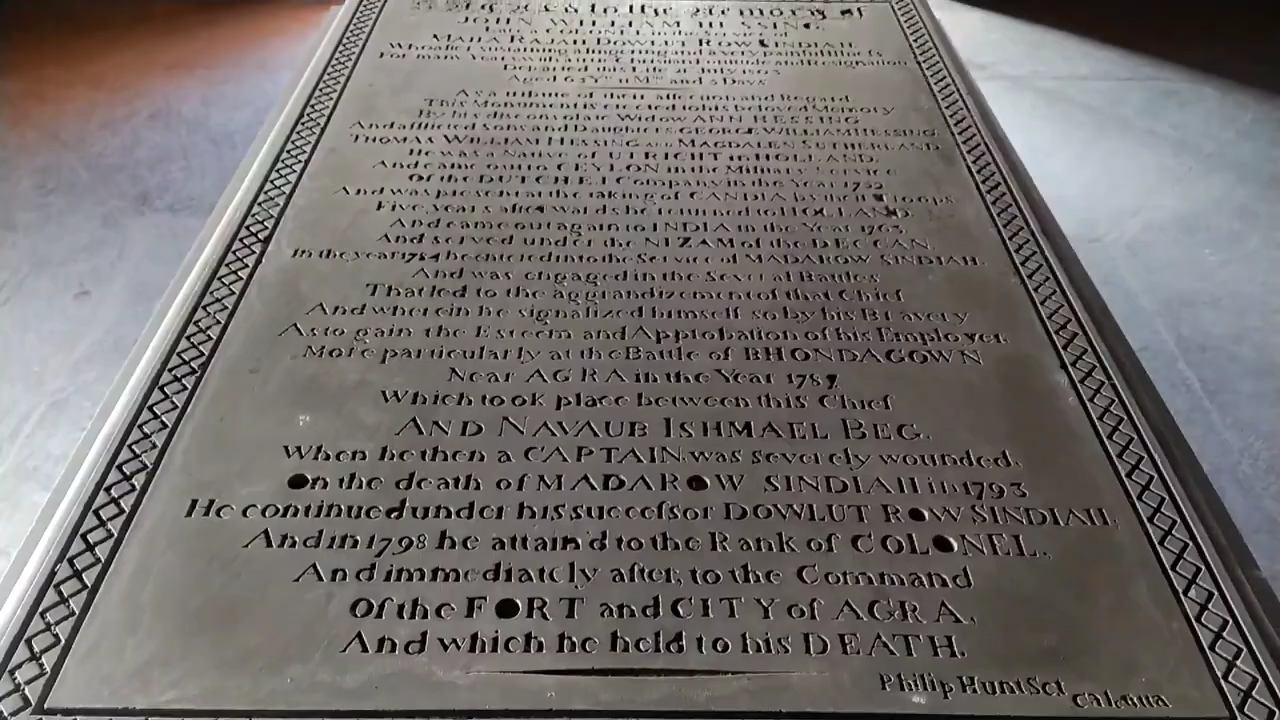 to the Memory of
JOHN WILLIAM HESSING,
COLONEL in the Service of
MAHA RAJAH DOWLUT ROW SINDIAH,
Who after sustaining a lingering and a very painful illness
For many Years with a true Christian fortitude and Resignation
Departed this Life 21 July 1803
Aged 63 Yrs 11 Ms and 5 Days
As a tribute of their affection and Regard
This Monument is erected to his beloved Memory
By his disconsolate Widow ANN HESSING
And afflicted Sons and Daughters GEORGE WILLIAM HESSING
THOMAS WILLIAM HESSING AND MAGDALEN SUTHERLAND.
He was a Native of UTRICHT in HOLLAND,
And came out to CEYLON in the Military Service
Of the DUTCH E.I Company in the Year 1752
And was present at the taking of CANDIA by their Troops
Five years afterwards he returned to HOLLAND.
And came out again to INDIA in the Year 1763,
And served under the NIZAM of the DECCAN,
In the year 1784 he entered into the Service of MADAROW SINDIAH.
And was engaged in the Several Battles
That led to the aggrandizement of that Chief
And wherein he signalized himself so by his Bravery
As to gain the Esteem and Approbation of his Employer.
More particularly at the Battle of BHONDAGOWN
Near AGRA in the Year 1787
Which took place between this Chief
AND NAVAUB ISHMAEL BEG.
When he then a CAPTAIN, was severely wounded.
On the death of MADAROW SINDIAH in 1793
He continued under his successor DOWLUT ROW SINDIAH,
And in 1798 he attain'd to the Rank of COLONEL,
And immediately after, to the Command
Of the FORT and CITY of AGRA,
And which he held to his DEATH.
Philip Hunt Sct
Calcutta